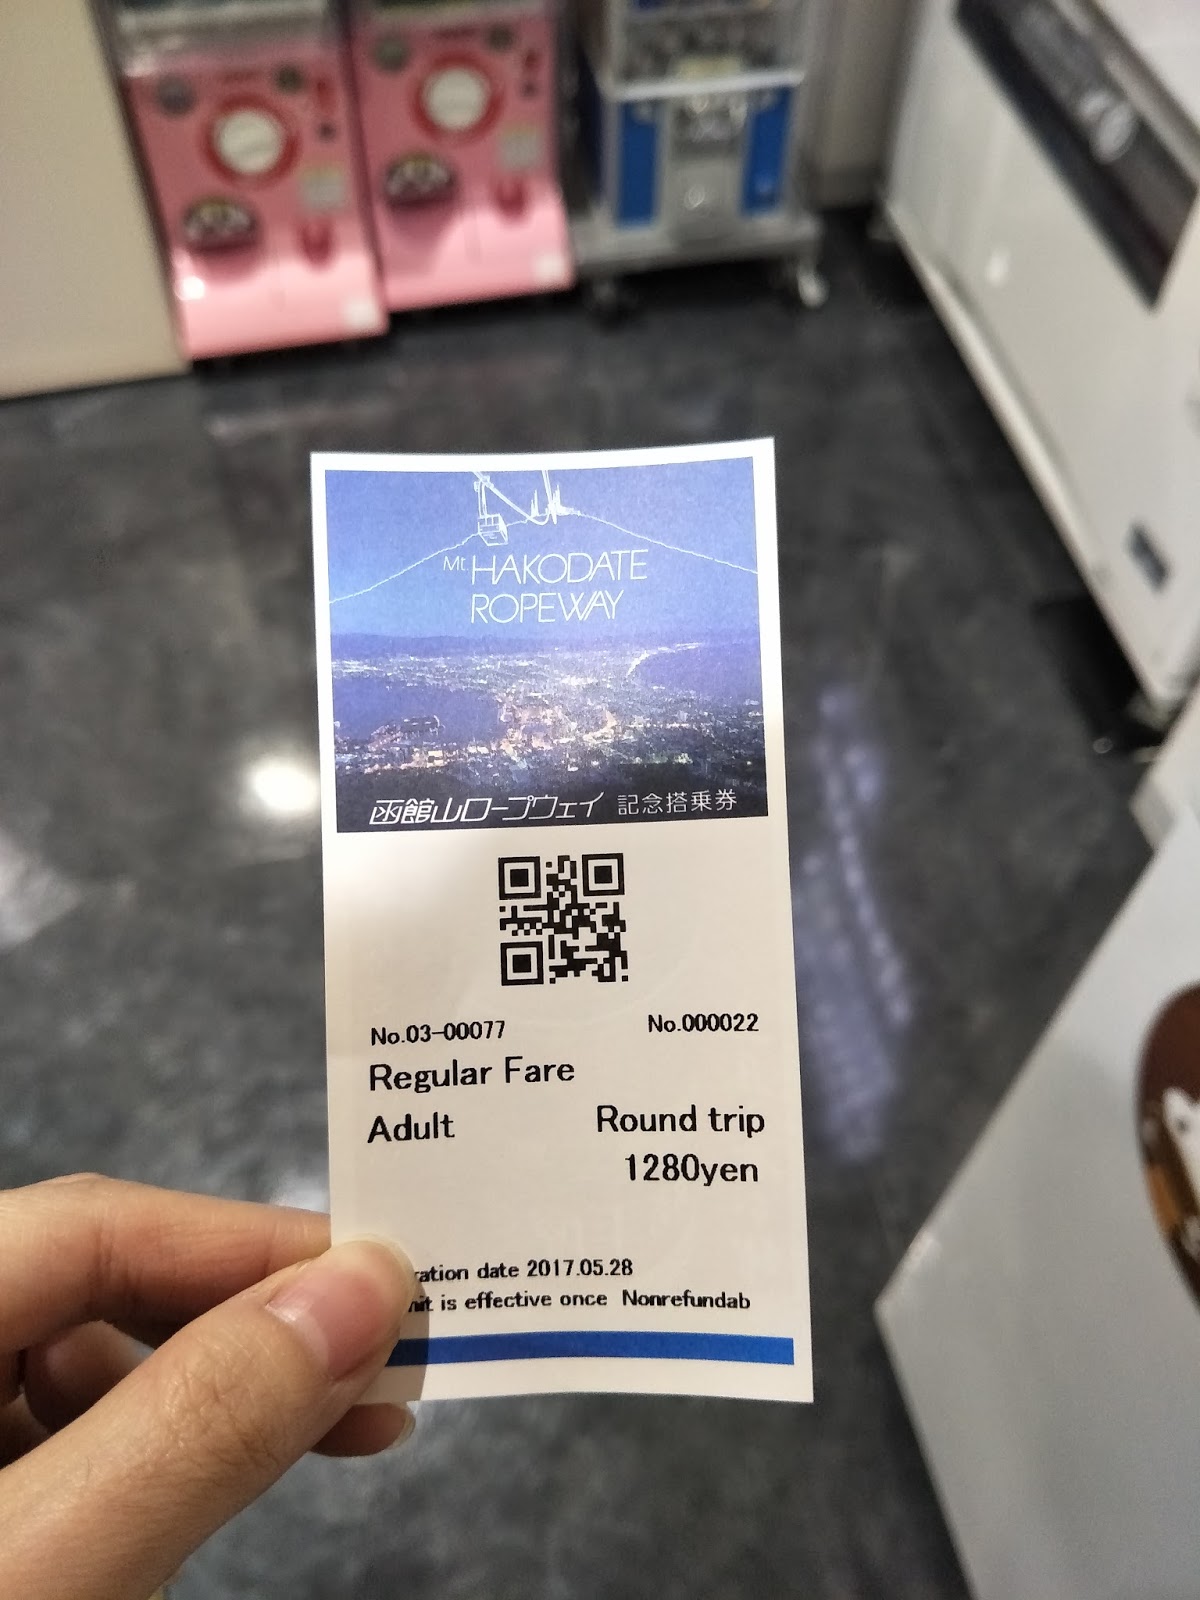 Mt. HAKODATE
ROPEWAY
函館山ロープウェイ 記念搭乗券
No.03-00077 No.000022
Regular Fare
Adult Round trip
1280yen
ration date 2017.05.28
is effective once Nonrefundab